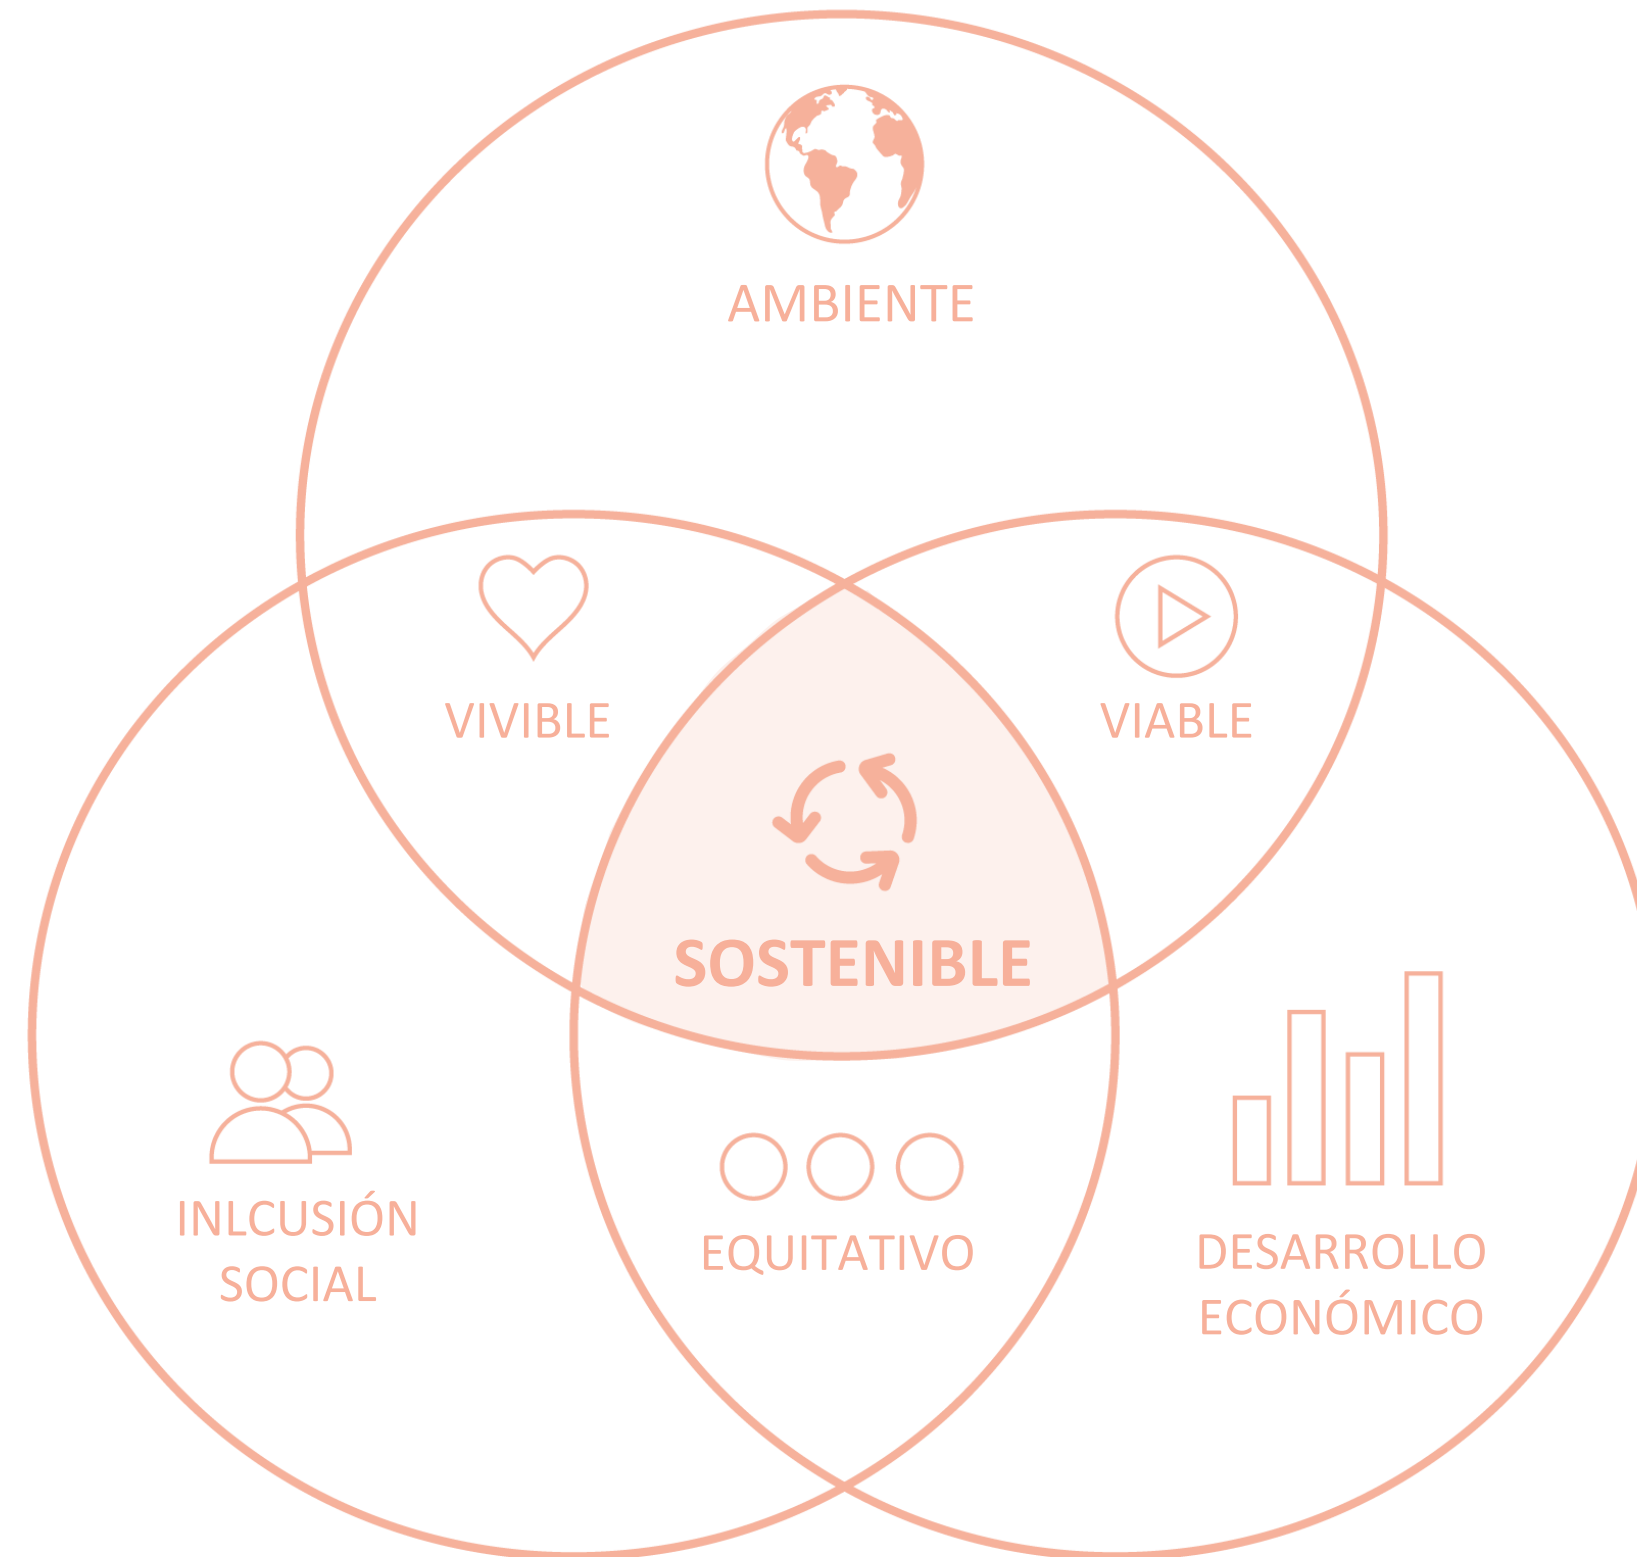 AMBIENTE
VIVIBLE
VIABLE
SOSTENIBLE
INLCUSIÓN
SOCIAL
EQUITATIVO
DESARROLLO
ECONÓMICO